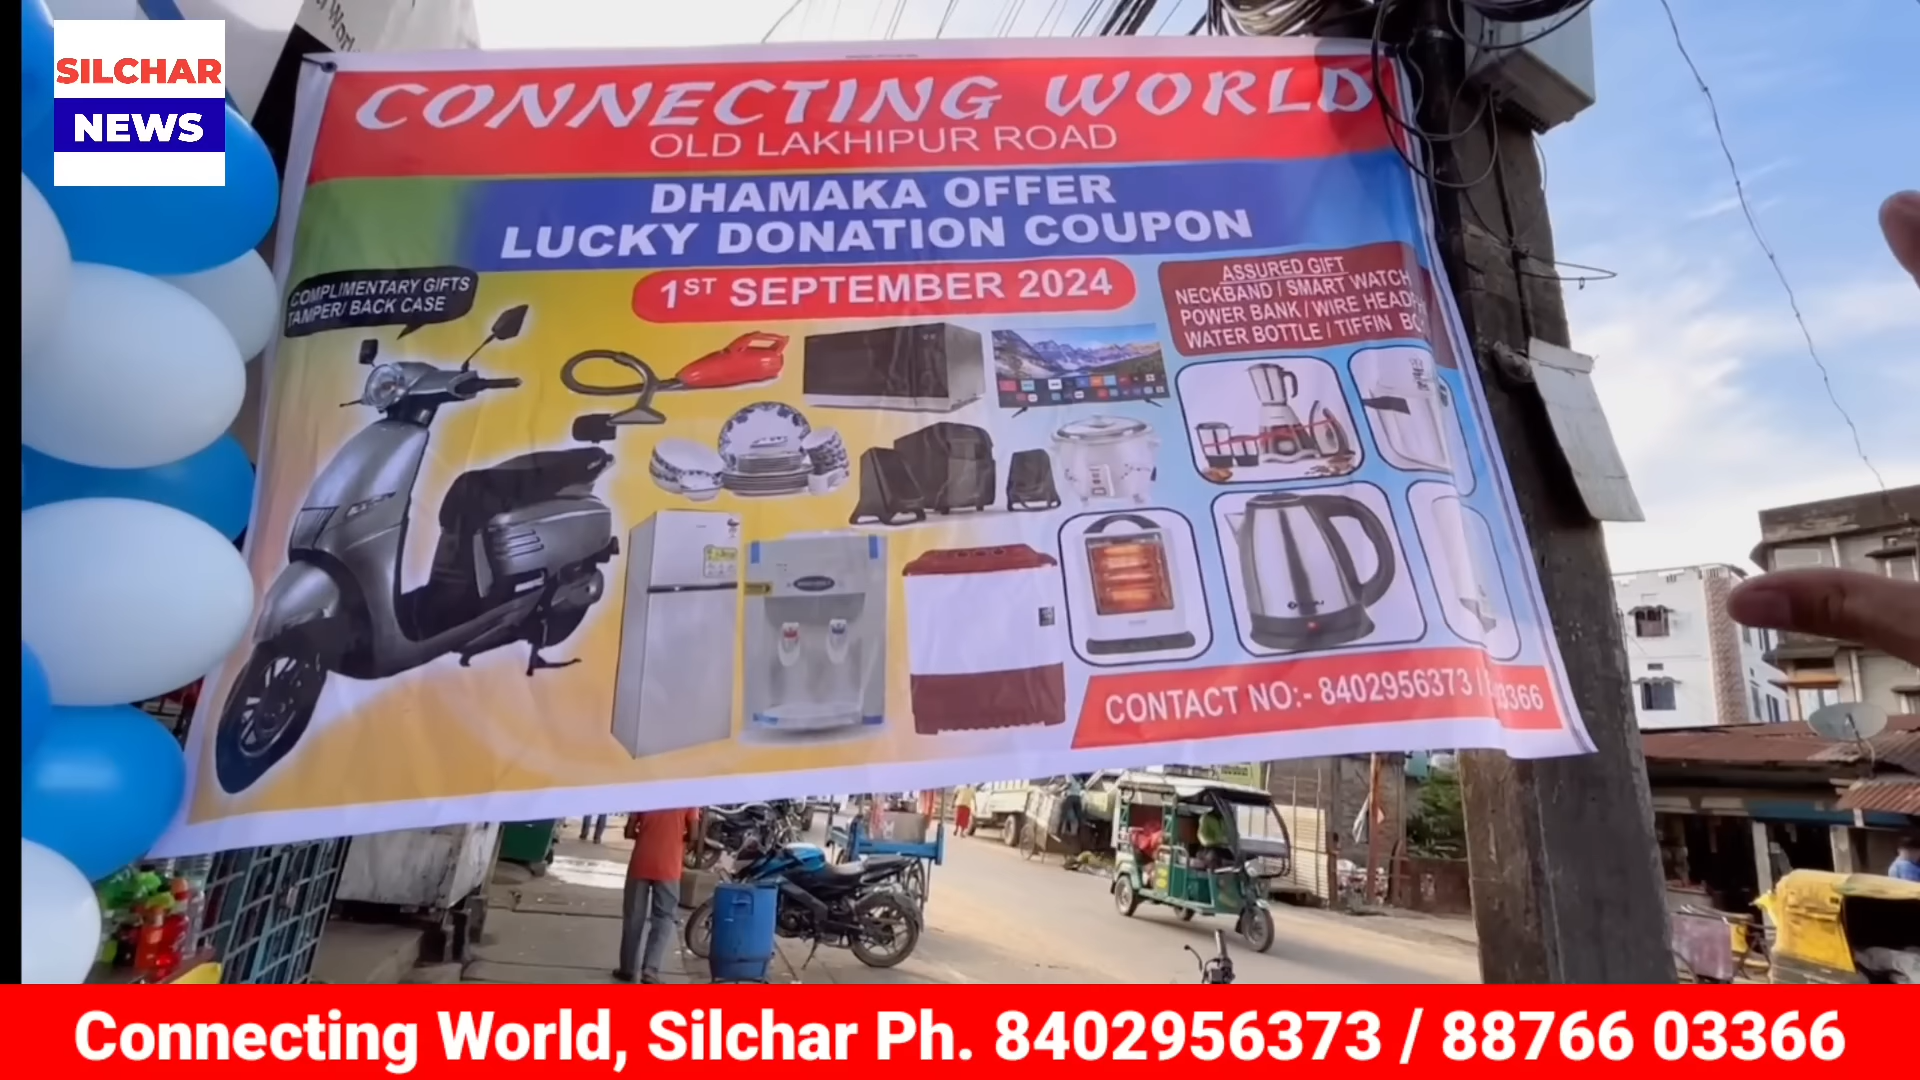 SILCHAR
NEWS
CONNECTING WORLD
OLD LAKHIPUR ROAD
DHAMAKA OFFER
LUCKY DONATION COUPON
1ST SEPTEMBER 2024
COMPLIMENTARY GIFTS
TAMPER/ BACK CASE
ASSURED GIFT
NECKBAND / SMART WATCH
POWER BANK / WIRE
WATER BOTTLE / TIFFIN
CONTACT NO:- 8402956373 /
Connecting World, Silchar Ph. 8402956373 / 88766 03366